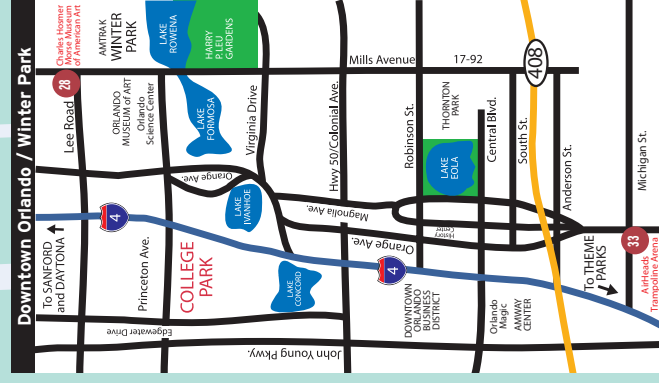 Downtown Orlando / Winter Park
Charles Hosmer
Morse Museum
of American Art
28
Lee Road
AMTRAK
WINTER
PARK
LAKE
ROWENA
HARRY
P. LEU
GARDENS
Mills Avenue
17-92
408
ORLANDO
MUSEUM of ART
Orlando
Science Center
LAKE
FORMOSA
Virginia Drive
Hwy 50/Colonial Ave.
Robinson St.
THORNTON
PARK
LAKE
EOLA
Central Blvd.
South St.
Anderson St.
Michigan St.
Orange Ave.
LAKE
IVANHOE
Magnolia Ave.
Orange Ave.
History
Center
4
To SANFORD
and DAYTONA
Princeton Ave.
COLLEGE
PARK
LAKE
CONCORD
4
DOWNTOWN
ORLANDO
BUSINESS
DISTRICT
Orlando
Magic
AMWAY
CENTER
To THEME
PARKS
33
AirHeads
Trampoline Arena
Edgewater Drive
John Young Pkwy.